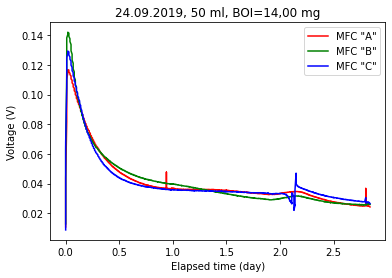 24.09.2019, 50 ml, BOI=14,00 mg
MFC "A"
MFC "B"
MFC "C"
Voltage (V)
0.14
0.12
0.10
0.08
0.06
0.04
0.02
0.0 0.5 1.0 1.5 2.0 2.5
Elapsed time (day)